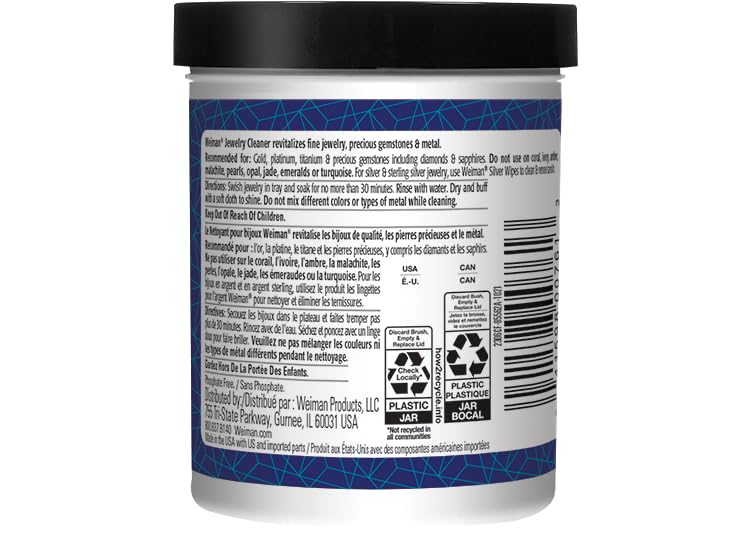 Weiman® Jewelry Cleaner revitalizes fine jewelry, precious gemstones & metal.
Recommended for: Gold, platinum, titanium & precious gemstones including diamonds & sapphires. Do not use on coral, ivory, amber,
malachite, pearls, opal, jade, emeralds or turquoise. For silver & sterling silver jewelry, use Weiman® Silver Wipes to clean & remove tarnish.
Directions: Swish jewelry in tray and soak for no more than 30 minutes. Rinse with water. Dry and buff
with a soft cloth to shine. Do not mix different colors or types of metal while cleaning.
Keep Out Of Reach Of Children.
Le Nettoyant pour bijoux Weiman® revitalise les bijoux de qualité, les pierres précieuses et le métal.
Recommandé pour : l'or, la platine, le titane et les pierres précieuses, y compris les diamants et les saphirs.
Ne pas utiliser sur le corail, l'ivoire, l'ambre, la malachite, les
perles, l'opale, le jade, les émeraudes ou la turquoise. Pour les
bijoux en argent et en argent sterling, utilisez le produit les lingettes
pour l'argent Weiman® pour nettoyer et éliminer les ternissures.
Directives: Secouez les bijoux dans le plateau et faites tremper pas
plus de 30 minutes. Rincez avec de l'eau. Séchez et poncez avec un linge
doux pour faire briller. Veuillez ne pas mélanger les couleurs ni
les types de métal différents pendant le nettoyage.
Gardez Hors De La Portée Des Enfants.
Phosphate Free. / Sans Phosphate.
Distributed by:/Distribué par : Weiman Products, LLC
755 Tri-State Parkway, Gurnee, IL 60031 USA
800 837 8140 Weiman.com
Made in the USA with US and imported parts / Produit aux États-Unis avec des composantes américaines importées
USA
É.-U.
CAN
CAN
Discard Brush,
Empty &
Replace Lid
Check
Locally*
PLASTIC
JAR
*Not recycled in
all communities
how2recycle.info
Discard Brush,
Empty &
Replace Lid
Jetez la brosse,
videz et remettez
le couvercle
PLASTIC
PLASTIQUE
JAR
BOCAL
2306CF-85562A-1021